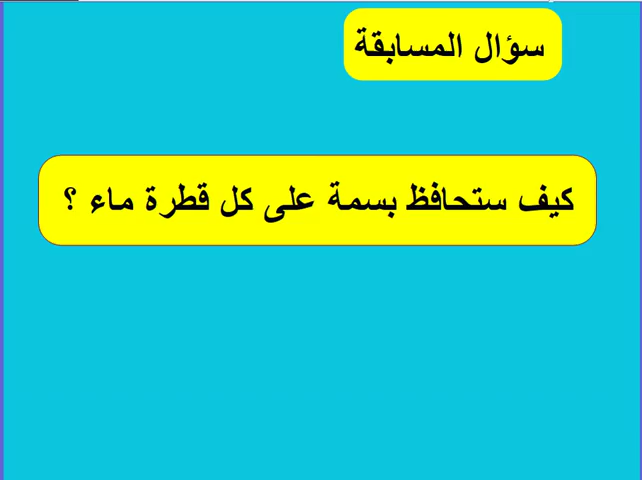 سؤال المسابقة
كيف ستحافظ بسمة على كل قطرة ماء ؟